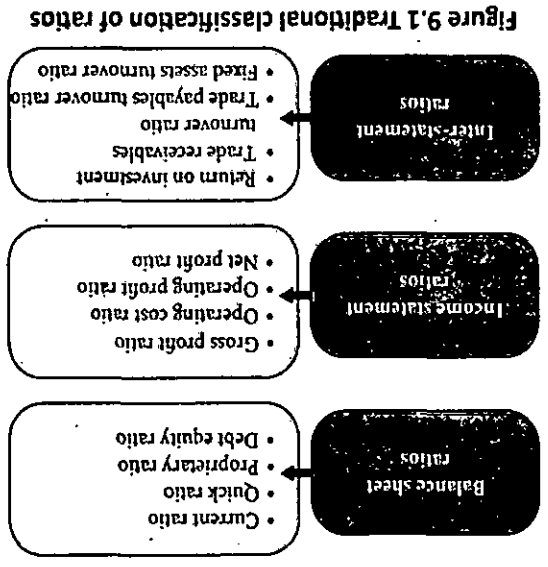 Balance sheet
ratios
• Current ratio
• Quick ratio
• Proprietary ratio
• Debt equity ratio
Income statement
ratios
• Gross profit ratio
• Operating cost ratio
• Operating profit ratio
• Net profit ratio
Inter-statement
ratios
• Return on investment
• Trade receivables
turnover ratio
• Trade payables turnover ratio
• Fixed assets turnover ratio
Figure 9.1 Traditional classification of ratios